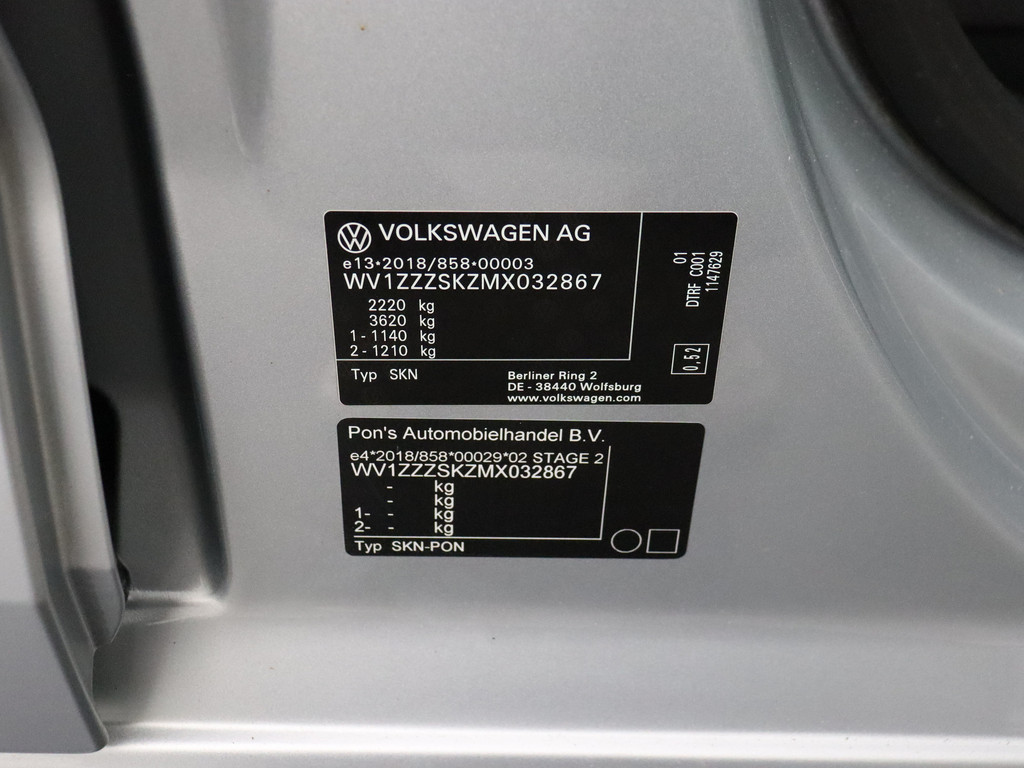 VOLKSWAGEN AG
e13*2018/858*00003
WV1ZZZSKZMX032867
2220 kg
3620 kg
1 - 1140 kg
2 - 1210 kg
Typ SKN
Berliner Ring 2
DE - 38440 Wolfsburg
www.volkswagen.com
01
DTRF C001
1147629
0,52
Pon's Automobielhandel B.V.
e4*2018/858*00029*02 STAGE 2
WV1ZZZSKZMX032867
- kg
- kg
1- - kg
2- - kg
Typ SKN-PON